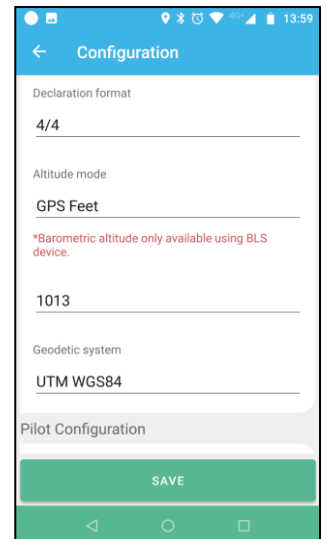 40+ 13:59
Configuration
Declaration format
4/4
Altitude mode
GPS Feet
*Barometric altitude only available using BLS
device.
1013
Geodetic system
UTM WGS84
Pilot Configuration
SAVE